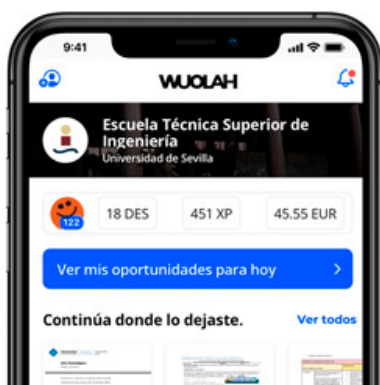 9:41
WUOLAH
Escuela Técnica Superior de
Ingeniería
Universidad de Sevilla
122
18 DES
451 XP
45.55 EUR
Ver mis oportunidades para hoy
Continúa donde lo dejaste.
Ver todos